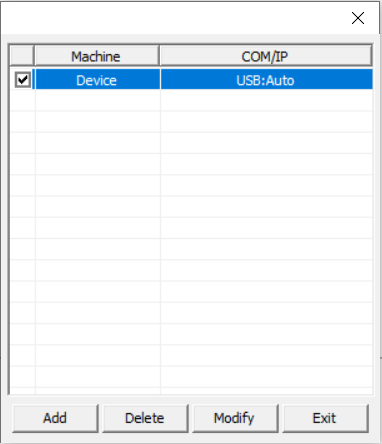 Machine COM/IP
Device USB:Auto
Add Delete Modify Exit